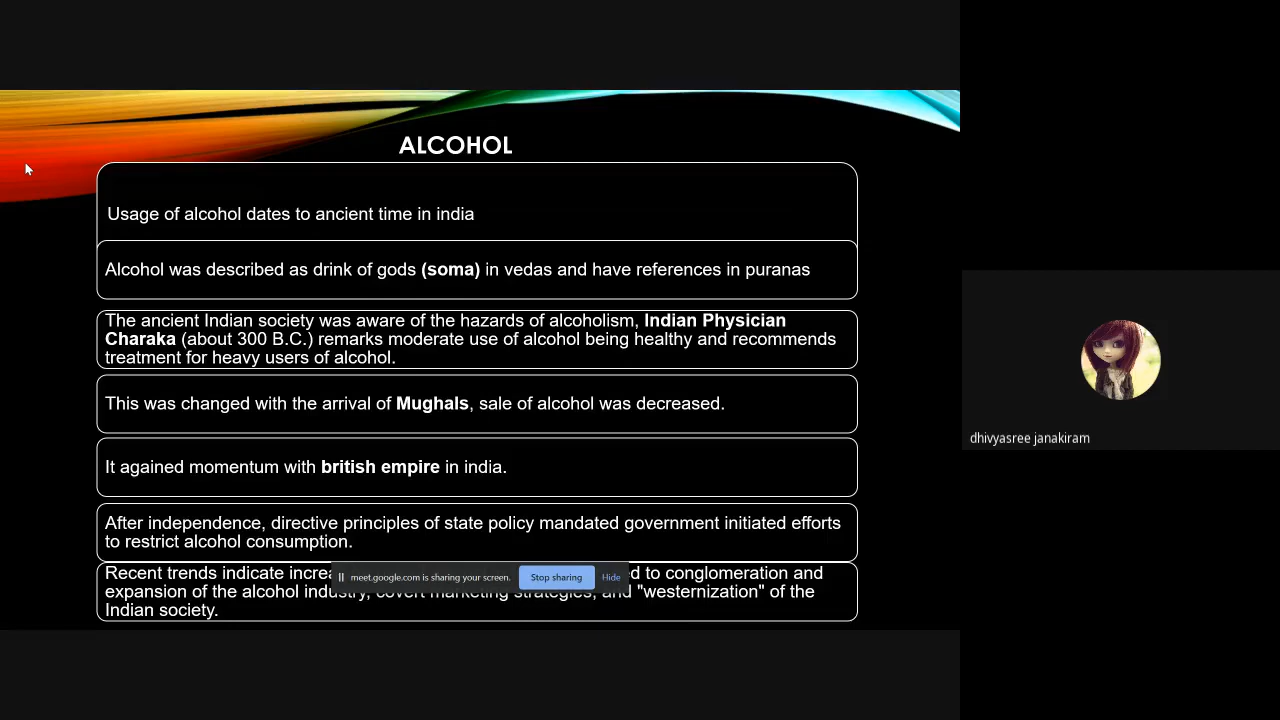 ALCOHOL
Usage of alcohol dates to ancient time in india
Alcohol was described as drink of gods (soma) in vedas and have references in puranas
The ancient Indian society was aware of the hazards of alcoholism, Indian Physician
Charaka (about 300 B.C.) remarks moderate use of alcohol being healthy and recommends
treatment for heavy users of alcohol.
This was changed with the arrival of Mughals, sale of alcohol was decreased.
It agained momentum with british empire in india.
After independence, directive principles of state policy mandated government initiated efforts
to restrict alcohol consumption.
Recent trends indicate increa d to conglomeration and
expansion of the alcohol industry, covert marketing strategies, and "westernization" of the
Indian society.
meet.google.com is sharing your screen. Stop sharing Hide
dhivyasree janakiram